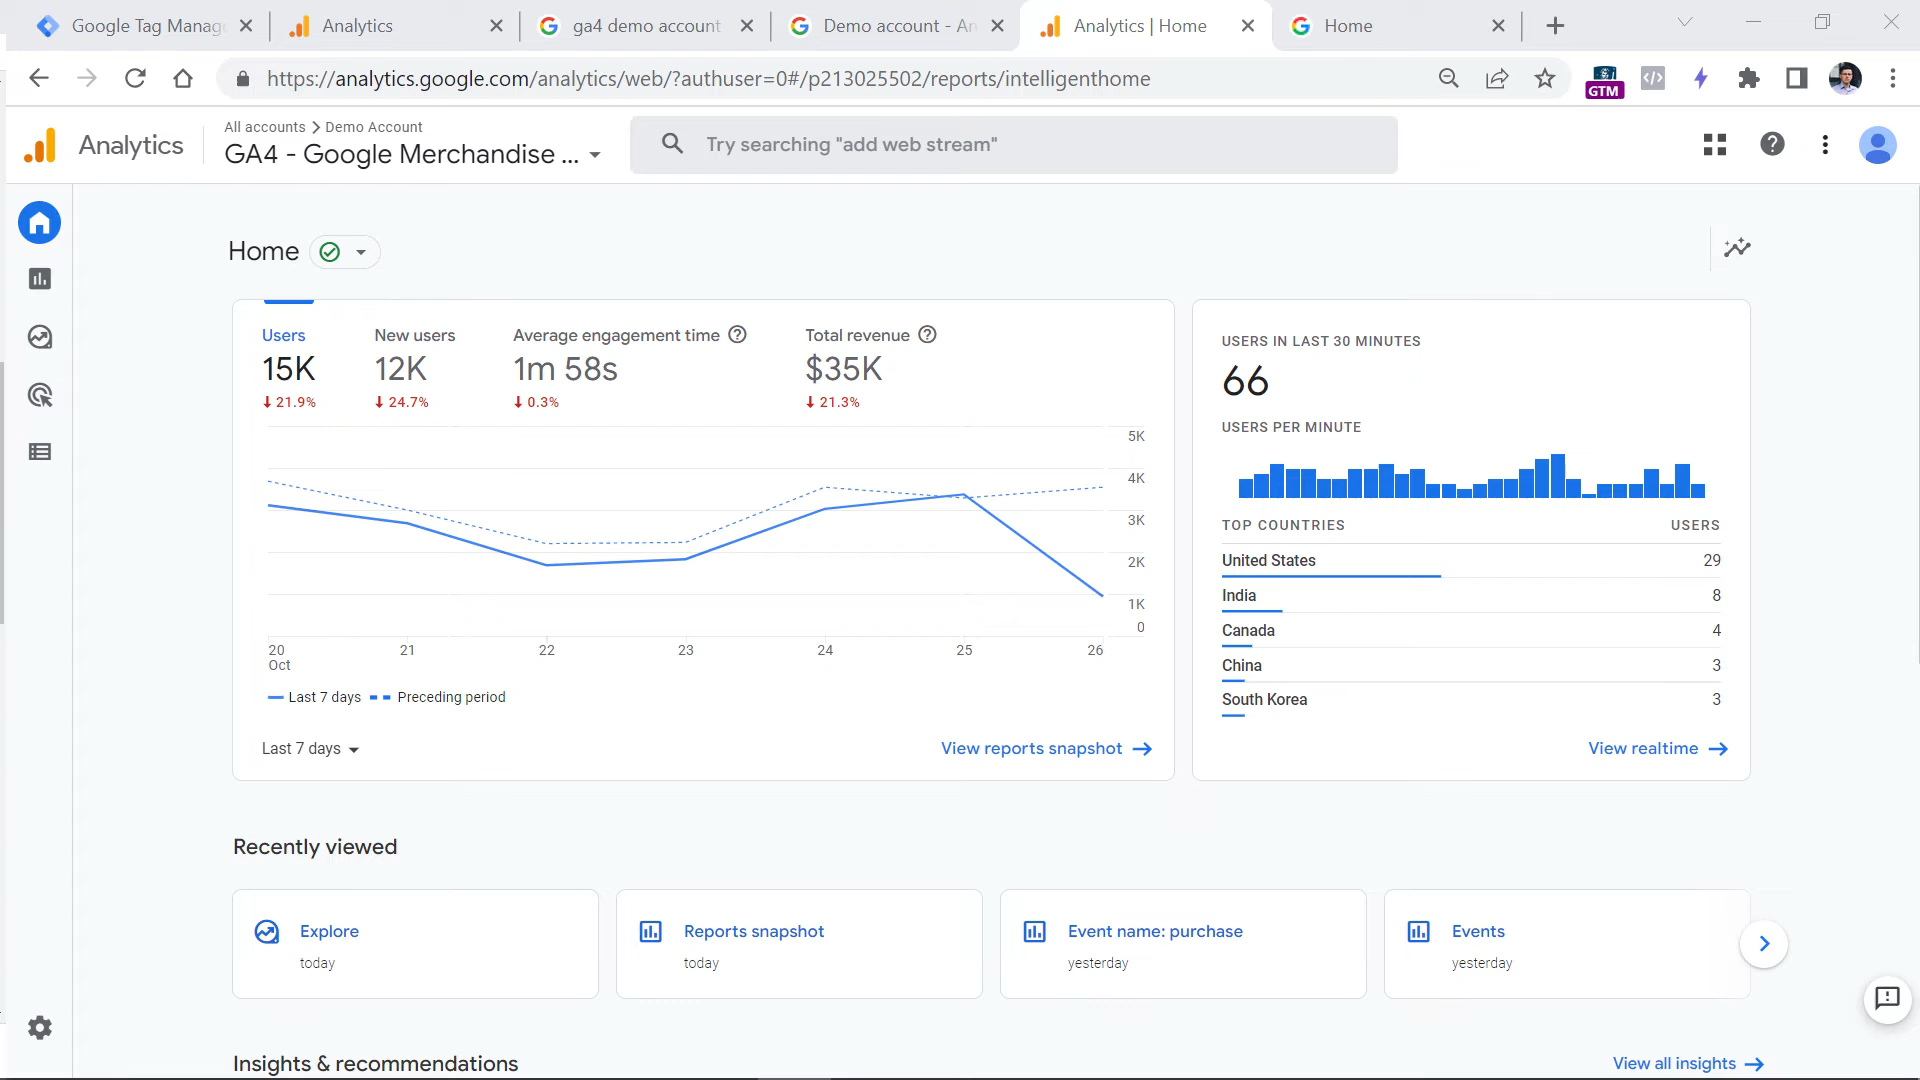 Google Tag Manag
Analytics
ga4 demo account
Demo account - An
Analytics | Home
Home
https://analytics.google.com/analytics/web/?authuser=0#/p213025502/reports/intelligenthome
GTM
Analytics
All accounts > Demo Account
GA4 - Google Merchandise ...
Try searching "add web stream"
Home
Users
15K
21.9%
New users
12K
24.7%
Average engagement time
1m 58s
0.3%
Total revenue
$35K
21.3%
5K
4K
3K
2K
1K
0
20
Oct
21
22
23
24
25
26
Last 7 days
Preceding period
Last 7 days
View reports snapshot
USERS IN LAST 30 MINUTES
66
USERS PER MINUTE
TOP COUNTRIES USERS
United States 29
India 8
Canada 4
China 3
South Korea 3
View realtime
Recently viewed
Explore
today
Reports snapshot
today
Event name: purchase
yesterday
Events
yesterday
Insights & recommendations
View all insights